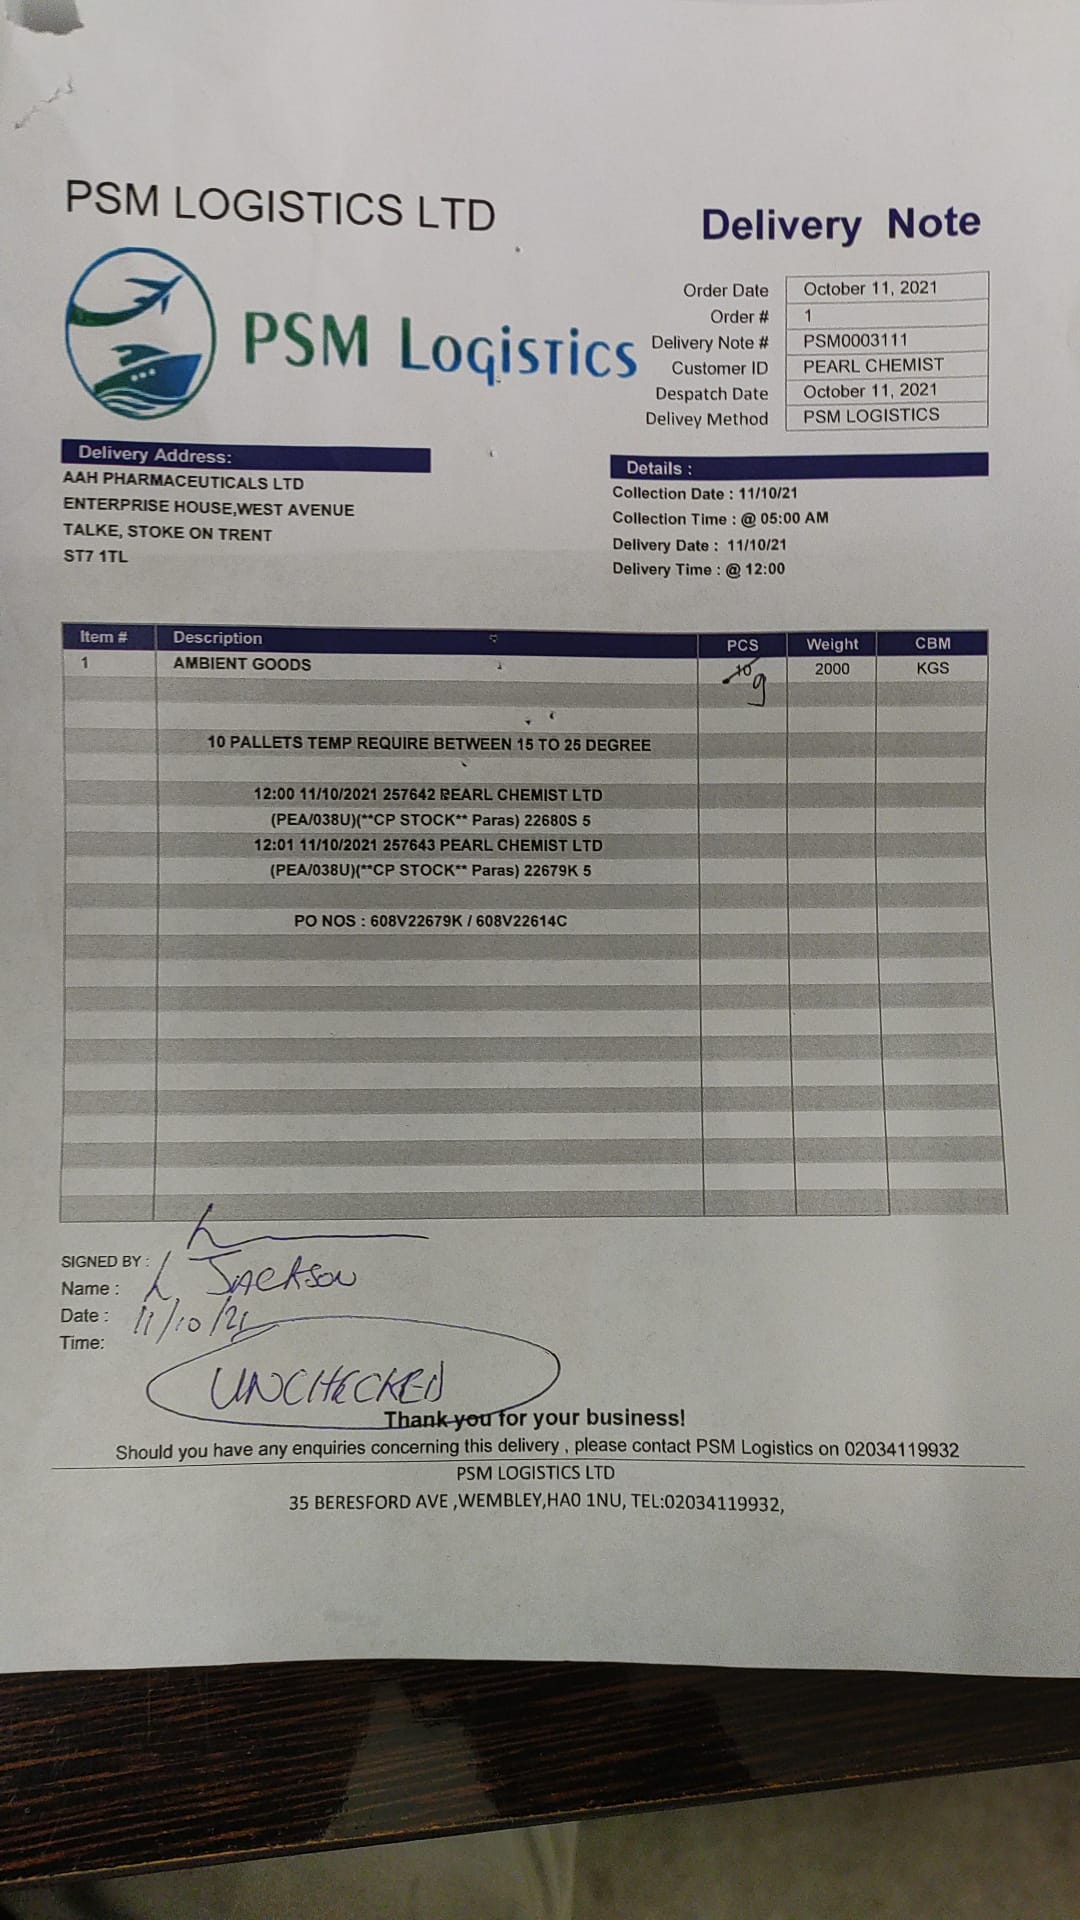 PSM LOGISTICS LTD
Delivery Note
PSM Logistics
Order Date October 11, 2021
Order # 1
Delivery Note # PSM0003111
Customer ID PEARL CHEMIST
Despatch Date October 11, 2021
Delivey Method PSM LOGISTICS
Delivery Address:
AAH PHARMACEUTICALS LTD
ENTERPRISE HOUSE,WEST AVENUE
TALKE, STOKE ON TRENT
ST7 1TL
Details :
Collection Date : 11/10/21
Collection Time : @ 05:00 AM
Delivery Date : 11/10/21
Delivery Time : @ 12:00
Item # Description PCS Weight CBM
1 AMBIENT GOODS 10 2000 KGS
9
10 PALLETS TEMP REQUIRE BETWEEN 15 TO 25 DEGREE
12:00 11/10/2021 257642 PEARL CHEMIST LTD
(PEA/038U)(**CP STOCK** Paras) 22680S 5
12:01 11/10/2021 257643 PEARL CHEMIST LTD
(PEA/038U)(**CP STOCK** Paras) 22679K 5
PO NOS : 608V22679K / 608V22614C
SIGNED BY :
Name : L JACKSON
Date : 11/10/21
Time:
UNCHECKED
Thank you for your business!
Should you have any enquiries concerning this delivery , please contact PSM Logistics on 02034119932
PSM LOGISTICS LTD
35 BERESFORD AVE ,WEMBLEY,HA0 1NU, TEL:02034119932,